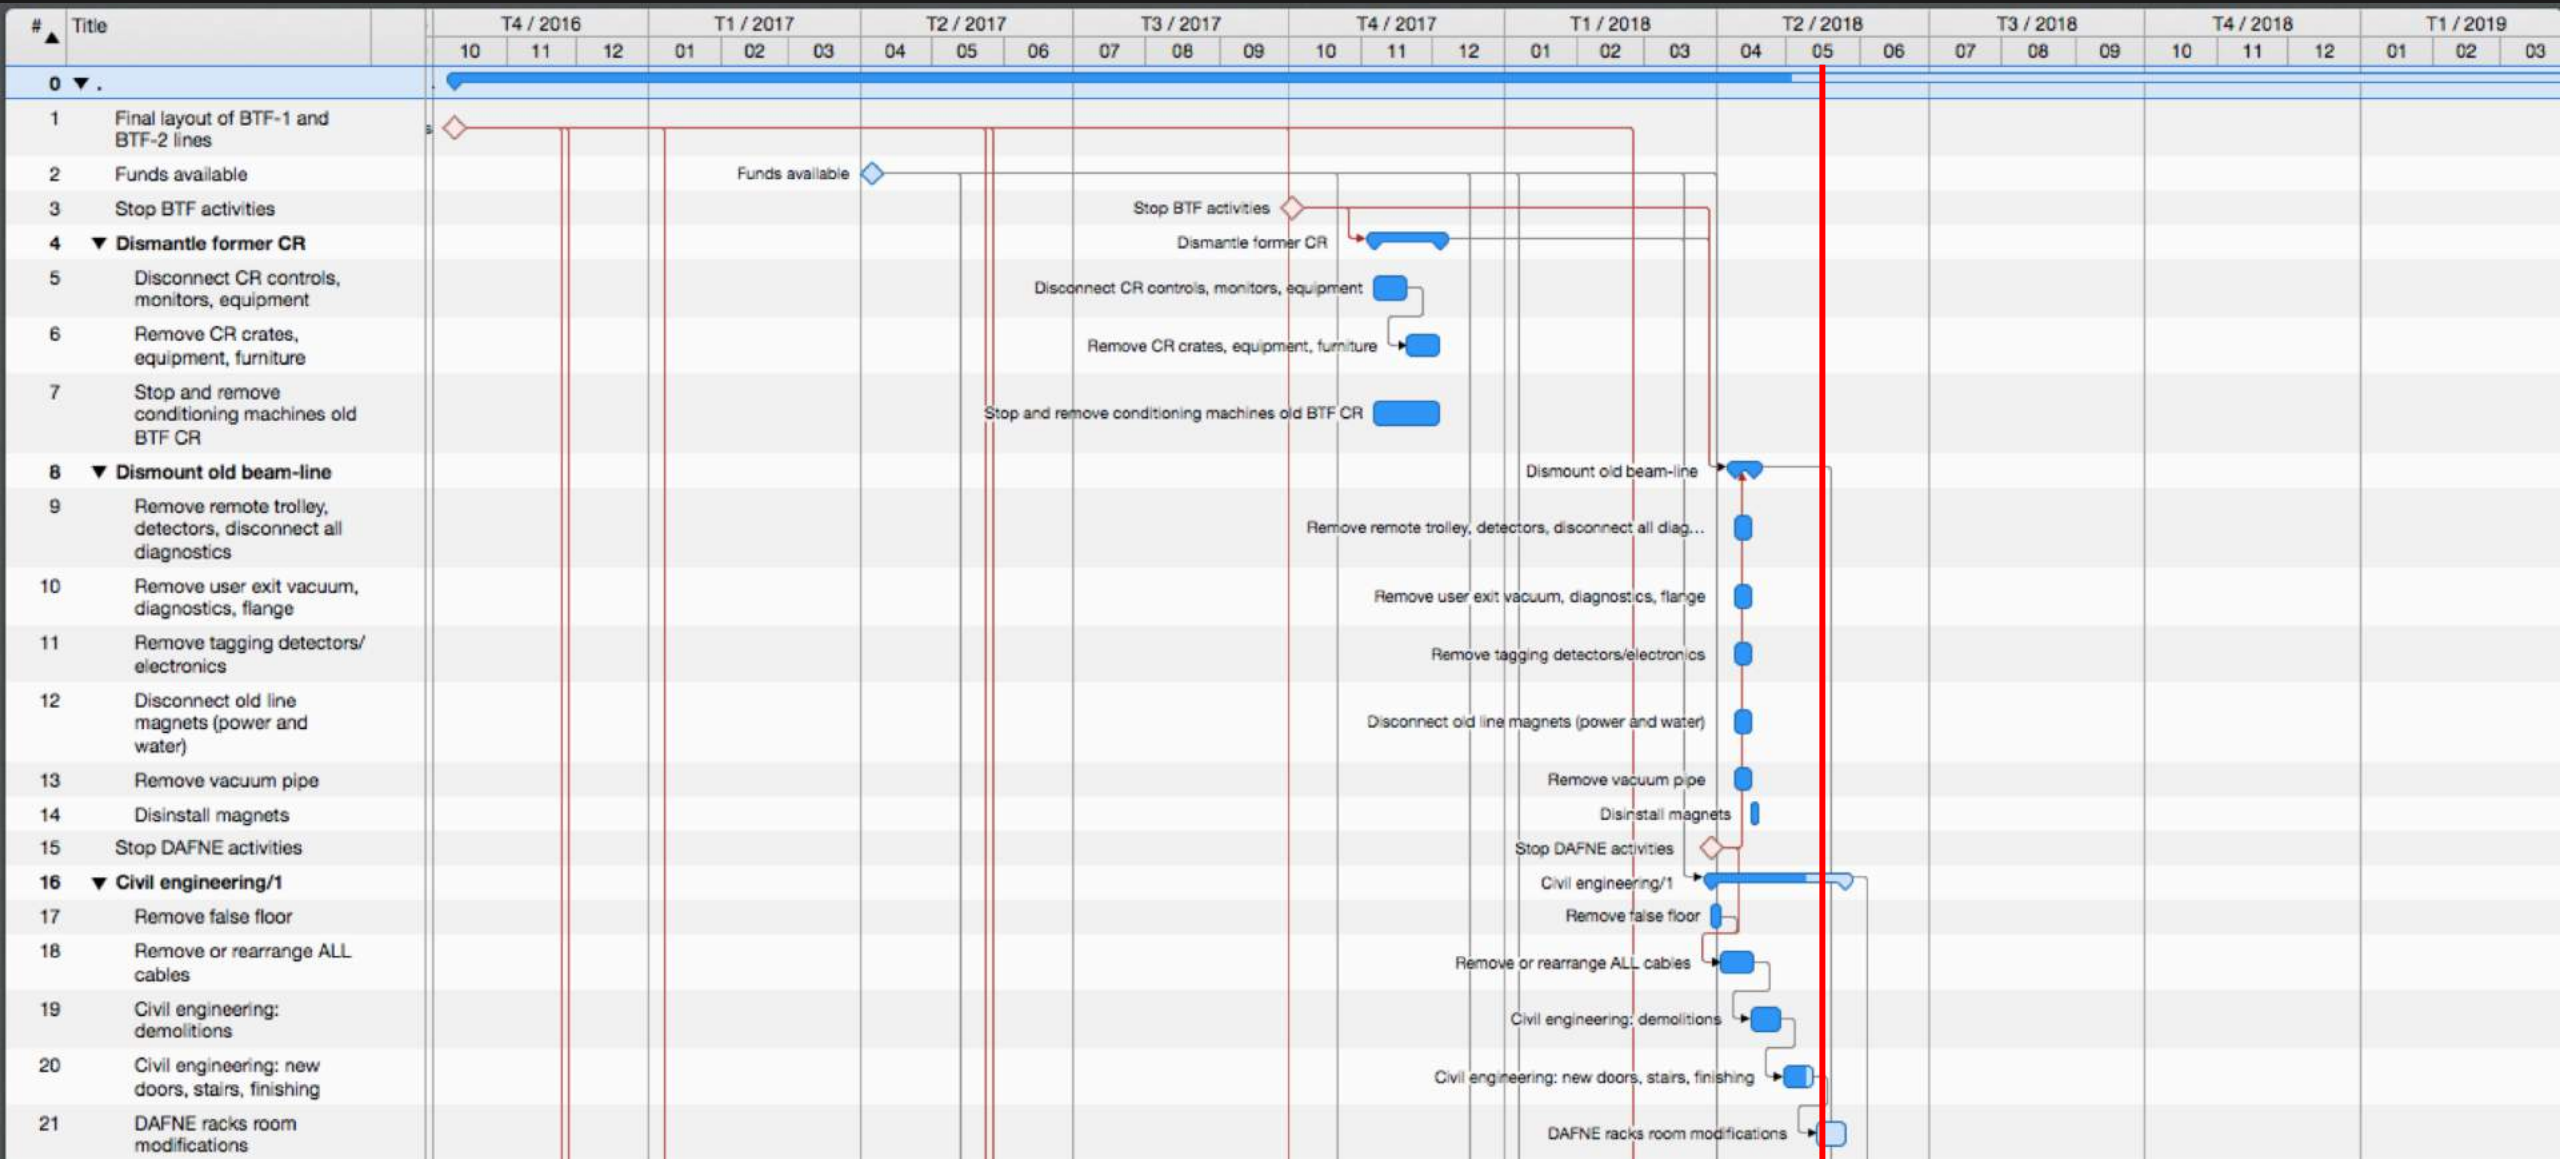 # Title T4 / 2016 T1 / 2017 T2 / 2017 T3 / 2017 T4 / 2017 T1 / 2018 T2 / 2018 T3 / 2018 T4 / 2018 T1 / 2019
10 11 12 01 02 03 04 05 06 07 08 09 10 11 12 01 02 03 04 05 06 07 08 09 10 11 12 01 02 03
0 ▼ .
1 Final layout of BTF-1 and
BTF-2 lines
2 Funds available Funds available
3 Stop BTF activities Stop BTF activities
4 ▼ Dismantle former CR Dismantle former CR
5 Disconnect CR controls,
monitors, equipment
Disconnect CR controls, monitors, equipment
6 Remove CR crates,
equipment, furniture
Remove CR crates, equipment, furniture
7 Stop and remove
conditioning machines old
BTF CR
Stop and remove conditioning machines old BTF CR
8 ▼ Dismount old beam-line Dismount old beam-line
9 Remove remote trolley,
detectors, disconnect all
diagnostics
Remove remote trolley, detectors, disconnect all diag...
10 Remove user exit vacuum,
diagnostics, flange
Remove user exit vacuum, diagnostics, flange
11 Remove tagging detectors/
electronics
Remove tagging detectors/electronics
12 Disconnect old line
magnets (power and
water)
Disconnect old line magnets (power and water)
13 Remove vacuum pipe Remove vacuum pipe
14 Disinstall magnets Disinstall magnets
15 Stop DAFNE activities Stop DAFNE activities
16 ▼ Civil engineering/1 Civil engineering/1
17 Remove false floor Remove false floor
18 Remove or rearrange ALL
cables
Remove or rearrange ALL cables
19 Civil engineering:
demolitions
Civil engineering: demolitions
20 Civil engineering: new
doors, stairs, finishing
Civil engineering: new doors, stairs, finishing
21 DAFNE racks room
modifications
DAFNE racks room modifications